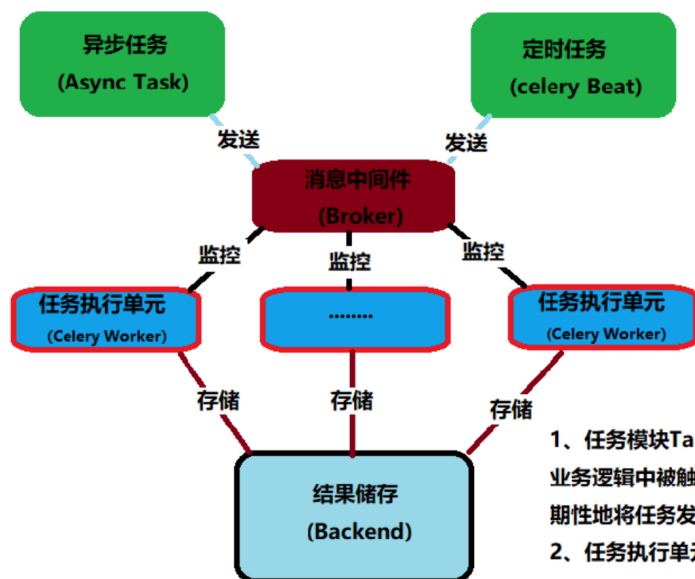 异步任务
(Async Task)
定时任务
(celery Beat)
发送
发送
消息中间件
(Broker)
监控
监控
监控
任务执行单元
(Celery Worker)
........
任务执行单元
(Celery Worker)
存储
存储
存储
结果储存
(Backend)
1、任务模块Ta
业务逻辑中被触
期性地将任务发
2、任务执行单元